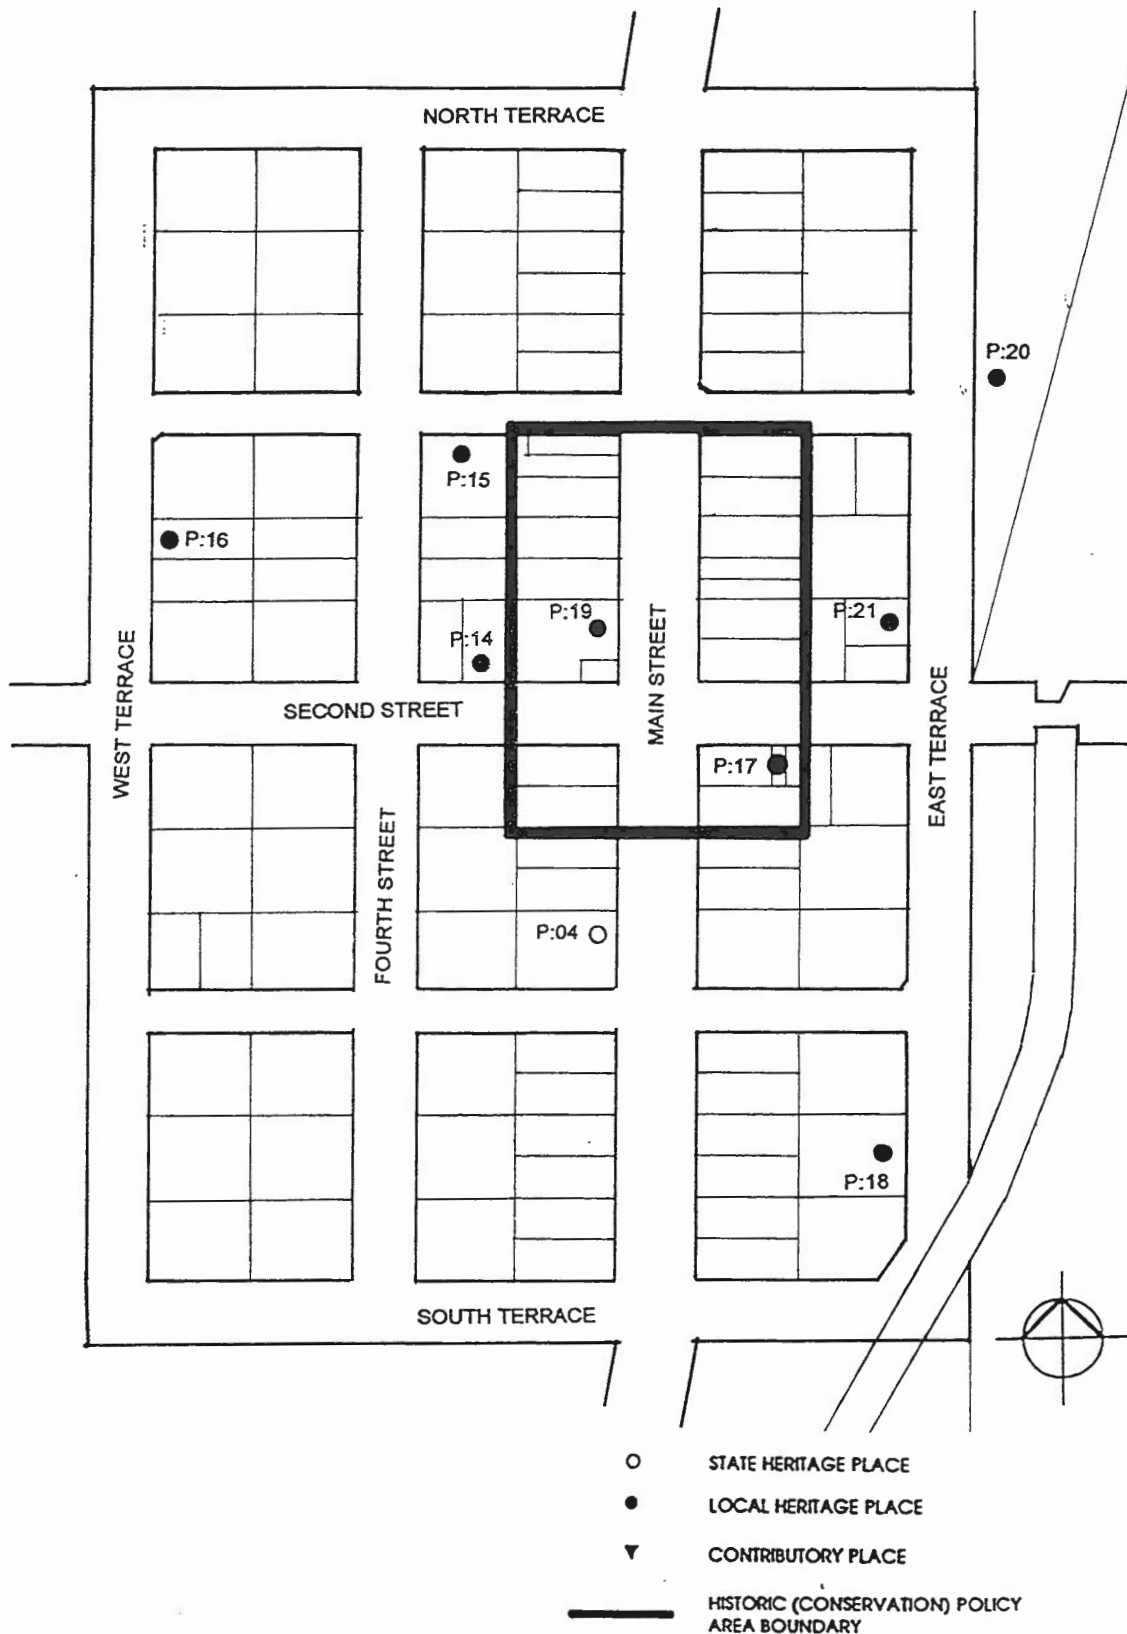 NORTH TERRACE
P:20
P:15
P:16
P:19
P:21
P:14
MAIN STREET
SECOND STREET
WEST TERRACE
EAST TERRACE
P:17
FOURTH STREET
P:04
P:18
SOUTH TERRACE
STATE HERITAGE PLACE
LOCAL HERITAGE PLACE
CONTRIBUTORY PLACE
HISTORIC (CONSERVATION) POLICY
AREA BOUNDARY